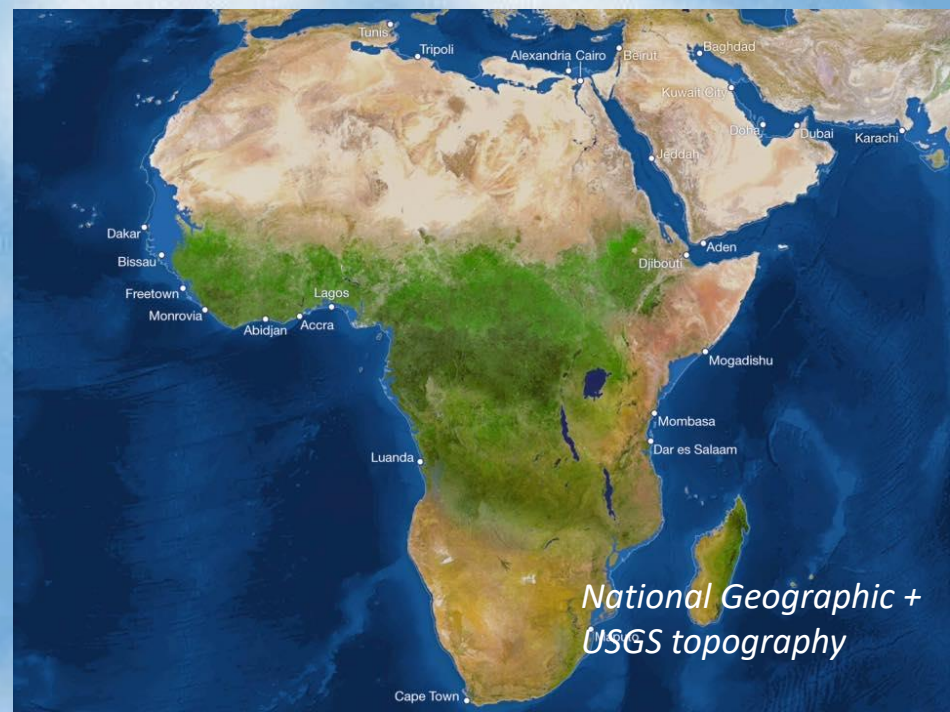 Tunis
Tripoli
Alexandria Cairo
Beirut
Baghdad
Kuwait City
Doha
Dubai
Karachi
Jeddah
Dakar
Aden
Bissau
Djibouti
Freetown
Lagos
Monrovia
Abidjan
Accra
Mogadishu
Mombasa
Dar es Salaam
Luanda
National Geographic +
USGS topography
Maputo
Cape Town